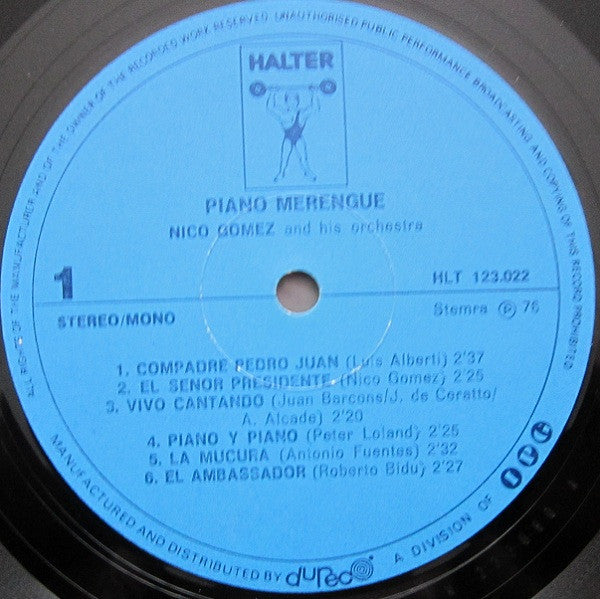 ALL RIGHTS OF THE MANUFACTURER AND OF THE OWNER OF THE RECORDED WORK RESERVED UNAUTHORISED PUBLIC PERFORMANCE BROADCASTING AND COPYING OF THIS RECORD PROHIBITED
HALTER
PIANO MERENGUE
NICO GOMEZ and his orchestra
1
HLT 123.022
STEREO/MONO
Stemra Ⓟ 76
1. COMPADRE PEDRO JUAN (Luis Alberti) 2'37
2. EL SENOR PRESIDENTE (Nico Gomez) 2'25
3. VIVO CANTANDO (Juan Barcons/J. de Ceratto/
A. Alcade) 2'20
4. PIANO Y PIANO (Peter Loland) 2'25
5. LA MUCURA (Antonio Fuentes) 2'32
6. EL AMBASSADOR (Roberto Bidu) 2'27
MANUFACTURED AND DISTRIBUTED BY dureco A DIVISION OF